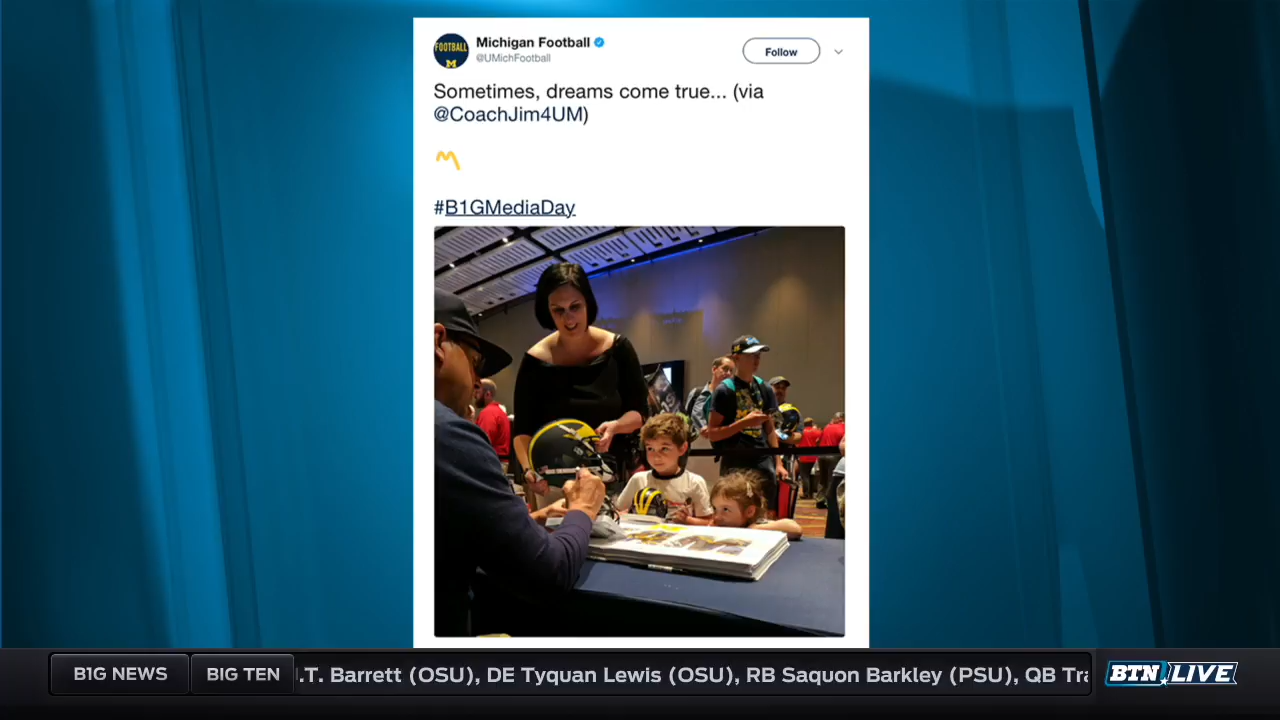 FOOTBALL
M
Michigan Football
@UMichFootball
Follow
Sometimes, dreams come true... (via
@CoachJim4UM)
#B1GMediaDay
B1G NEWS
BIG TEN
.T. Barrett (OSU), DE Tyquan Lewis (OSU), RB Saquon Barkley (PSU), QB Tra
BTN LIVE